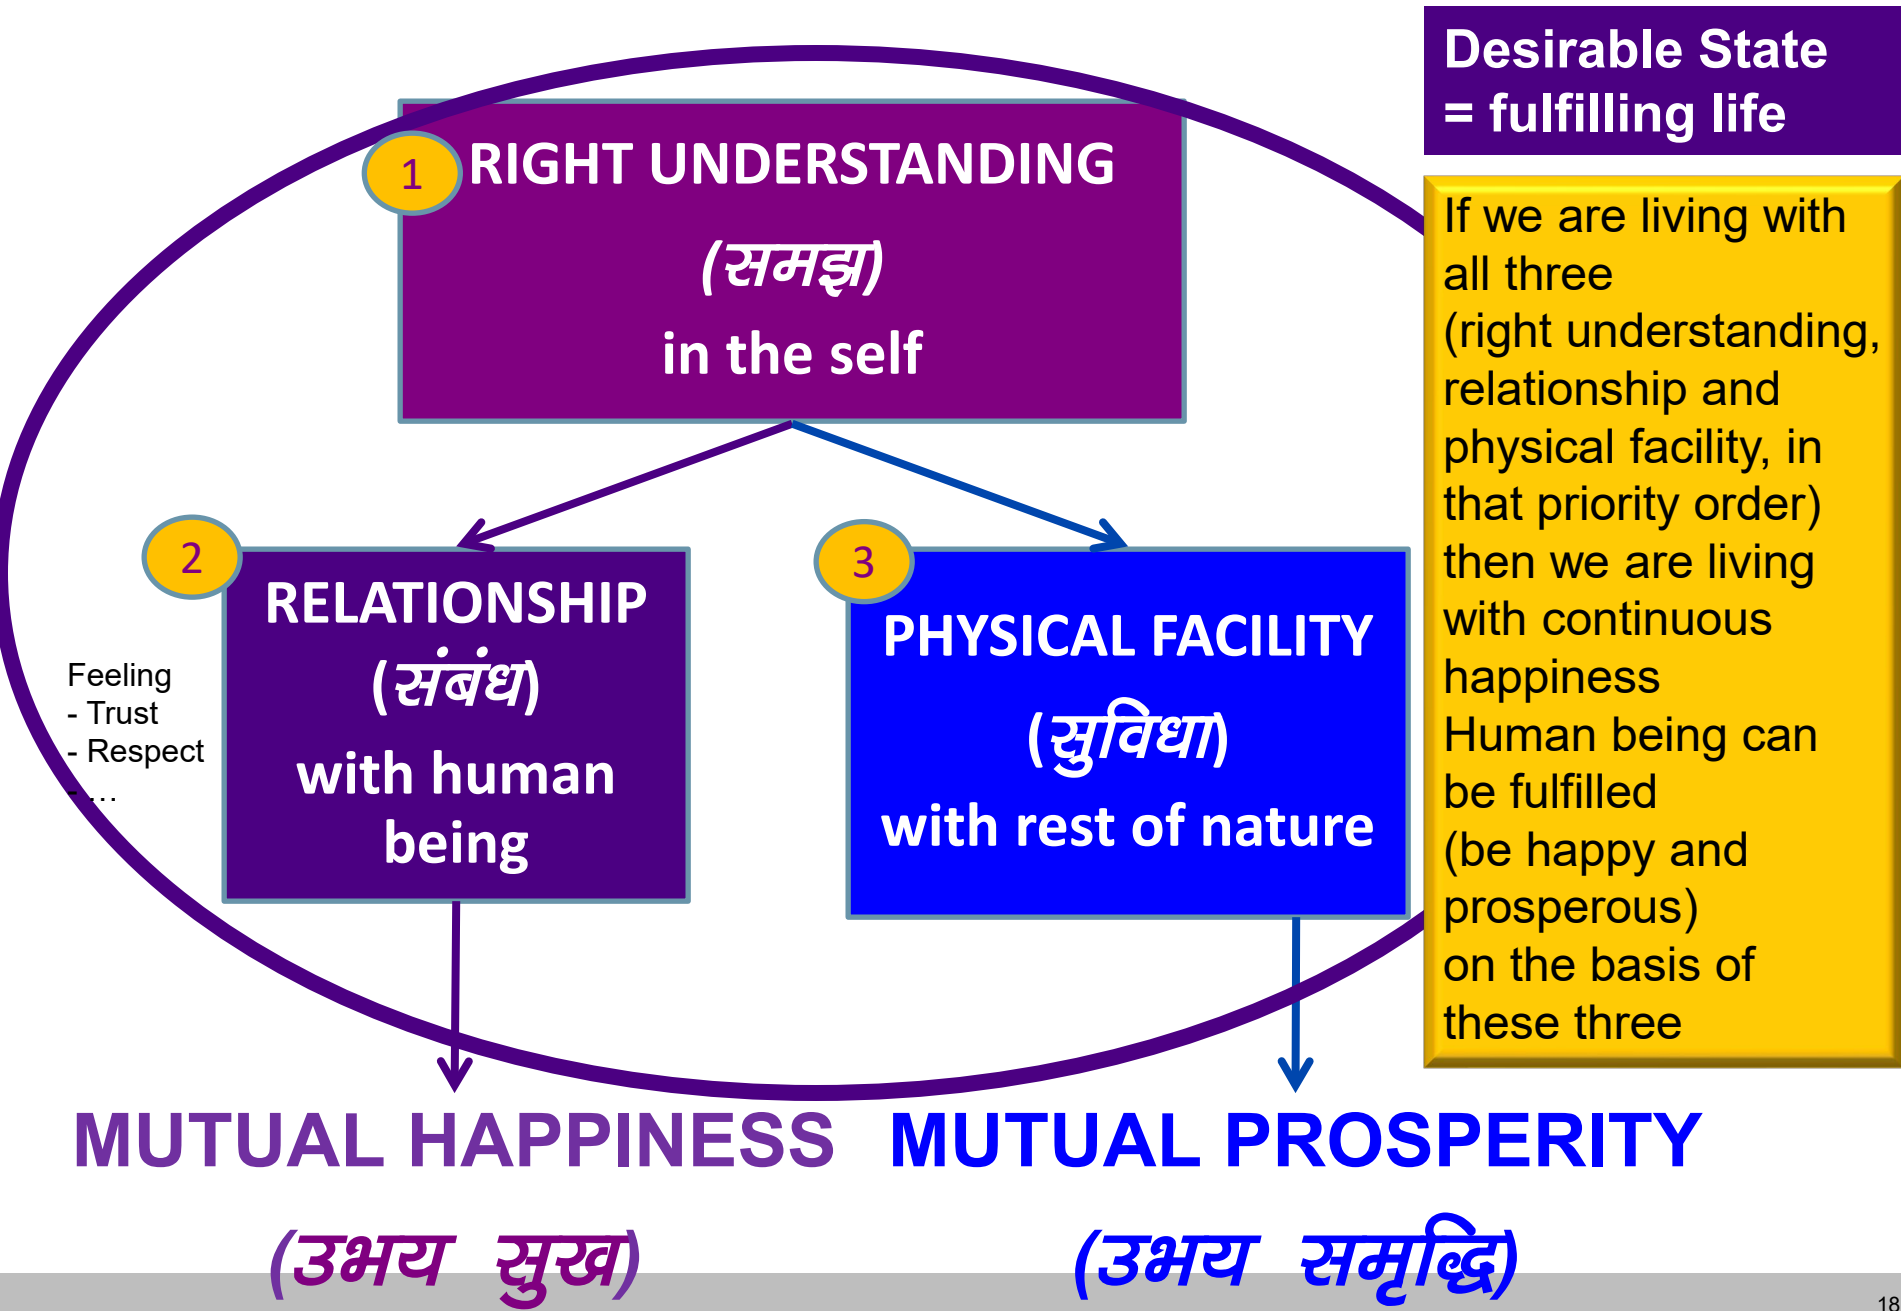 Desirable State
= fulfilling life
1
RIGHT UNDERSTANDING
(समझ)
in the self
2
RELATIONSHIP
(संबंध)
with human
being
Feeling
- Trust
- Respect
- …
3
PHYSICAL FACILITY
(सुविधा)
with rest of nature
If we are living with
all three
(right understanding,
relationship and
physical facility, in
that priority order)
then we are living
with continuous
happiness
Human being can
be fulfilled
(be happy and
prosperous)
on the basis of
these three
MUTUAL HAPPINESS
(उभय सुख)
MUTUAL PROSPERITY
(उभय समृद्धि)
18